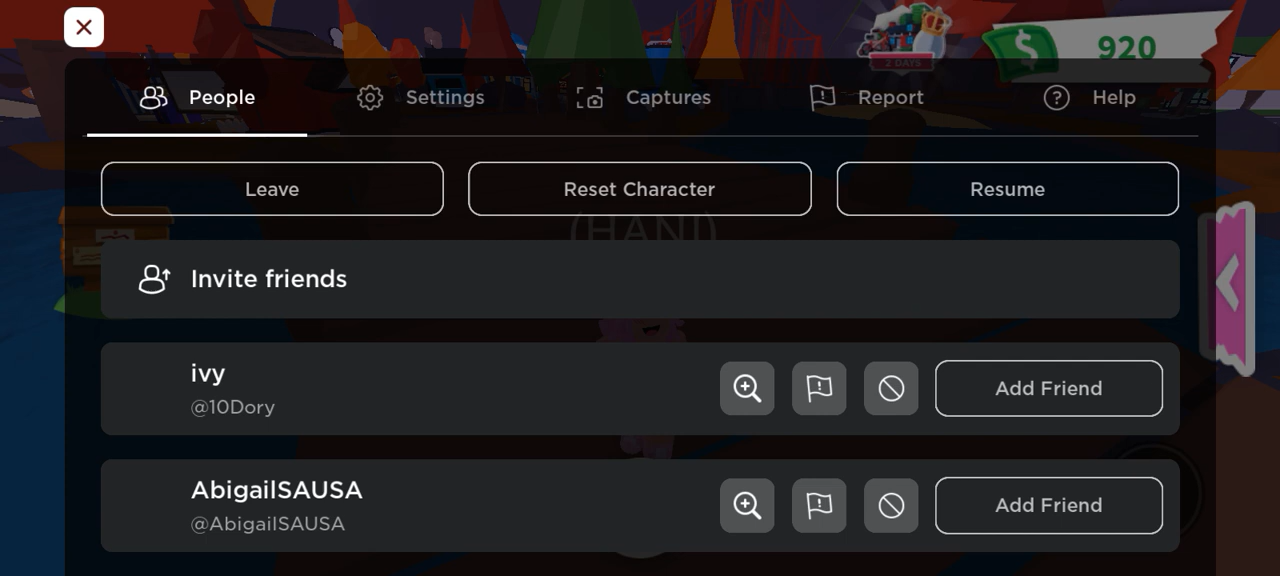 2 DAYS
$ 920
People Settings Captures Report Help
Leave Reset Character Resume
(HANI)
Invite friends
ivy
@10Dory
Add Friend
AbigailSAUSA
@AbigailSAUSA
Add Friend